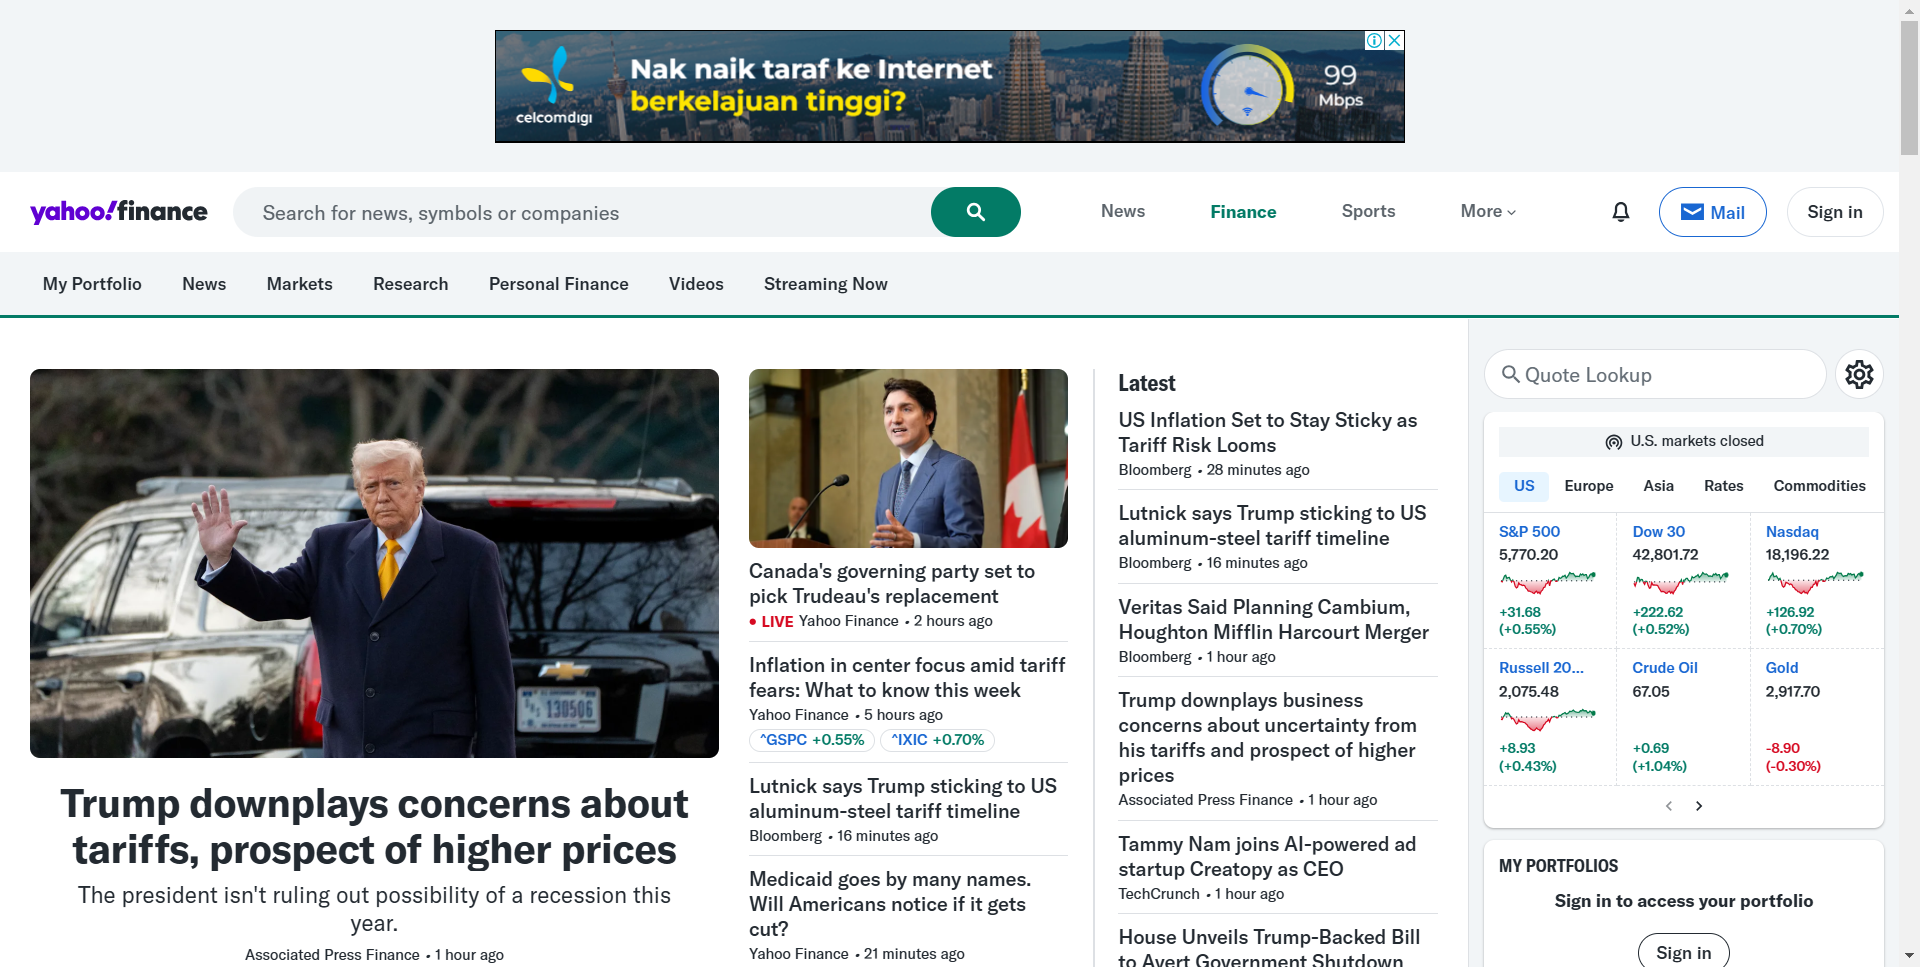 celcomdigi
Nak naik taraf ke Internet
berkelajuan tinggi?
99
Mbps
yahoo!finance
Search for news, symbols or companies
News
Finance
Sports
More
Mail
Sign in
My Portfolio
News
Markets
Research
Personal Finance
Videos
Streaming Now
Trump downplays concerns about
tariffs, prospect of higher prices
The president isn't ruling out possibility of a recession this
year.
Associated Press Finance • 1 hour ago
Canada's governing party set to
pick Trudeau's replacement
• LIVE Yahoo Finance • 2 hours ago
Inflation in center focus amid tariff
fears: What to know this week
Yahoo Finance • 5 hours ago
^GSPC +0.55% ^IXIC +0.70%
Lutnick says Trump sticking to US
aluminum-steel tariff timeline
Bloomberg • 16 minutes ago
Medicaid goes by many names.
Will Americans notice if it gets
cut?
Yahoo Finance • 21 minutes ago
Latest
US Inflation Set to Stay Sticky as
Tariff Risk Looms
Bloomberg • 28 minutes ago
Lutnick says Trump sticking to US
aluminum-steel tariff timeline
Bloomberg • 16 minutes ago
Veritas Said Planning Cambium,
Houghton Mifflin Harcourt Merger
Bloomberg • 1 hour ago
Trump downplays business
concerns about uncertainty from
his tariffs and prospect of higher
prices
Associated Press Finance • 1 hour ago
Tammy Nam joins AI-powered ad
startup Creatopy as CEO
TechCrunch • 1 hour ago
House Unveils Trump-Backed Bill
to Avert Government Shutdown
Quote Lookup
U.S. markets closed
US Europe Asia Rates Commodities
S&P 500
5,770.20
+31.68
(+0.55%)
Dow 30
42,801.72
+222.62
(+0.52%)
Nasdaq
18,196.22
+126.92
(+0.70%)
Russell 20...
2,075.48
+8.93
(+0.43%)
Crude Oil
67.05
+0.69
(+1.04%)
Gold
2,917.70
-8.90
(-0.30%)
MY PORTFOLIOS
Sign in to access your portfolio
Sign in